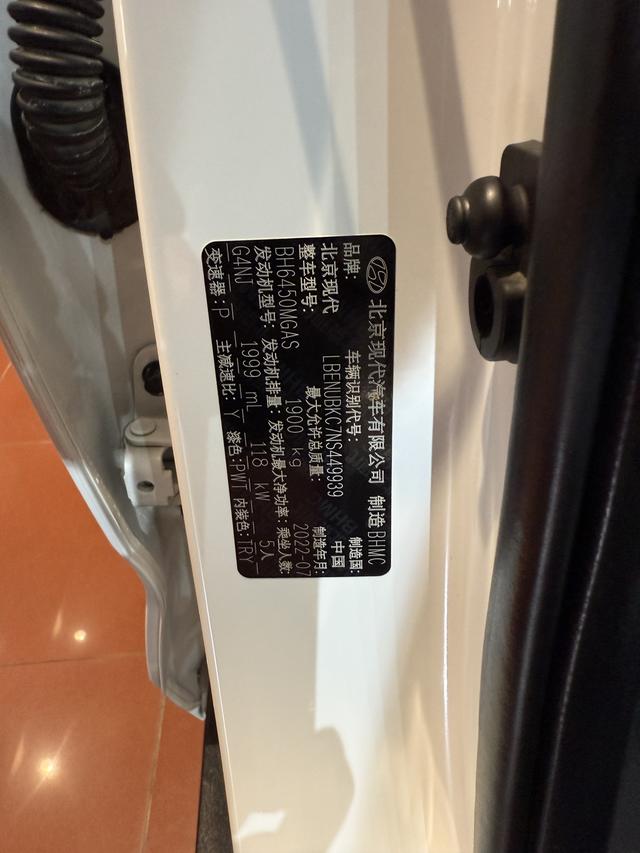 北京现代汽车有限公司 制造 BHMC
品牌: 车辆识别代号: 制造国:
北京现代 LBENUBKC7NS449939 中国
整车型号: 最大允许总质量: 制造年月:
BH6450MGAS 1900 kg 2022-07
发动机型号: 发动机排量: 发动机最大净功率: 乘坐人数:
G4NJ 1999 mL 118 kW 5人
变速器: P 主减速比: Y 漆色: PW1 内装色: TRY